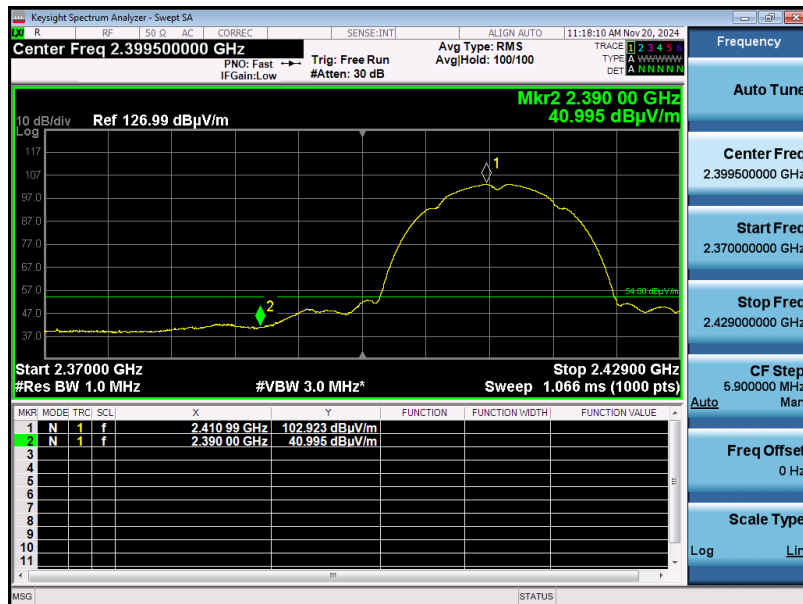 Keysight Spectrum Analyzer - Swept SA
LXI R RF 50 Ω AC CORREC SENSE:INT ALIGN AUTO 11:18:10 AM Nov 20, 2024
Center Freq 2.399500000 GHz
PNO: Fast
IFGain:Low
Trig: Free Run
#Atten: 30 dB
Avg Type: RMS
Avg|Hold: 100/100
TRACE 1 2 3 4 5 6
TYPE A WWWWW
DET A N N N N N
Mkr2 2.390 00 GHz
40.995 dBµV/m
10 dB/div
Log
Ref 126.99 dBµV/m
117
107
97.0
87.0
77.0
67.0
57.0
47.0
37.0
1
2
54.00 dBµV/m
Start 2.37000 GHz Stop 2.42900 GHz
#Res BW 1.0 MHz #VBW 3.0 MHz* Sweep 1.066 ms (1000 pts)
MKR MODE TRC SCL X Y FUNCTION FUNCTION WIDTH FUNCTION VALUE
1 N 1 f 2.410 99 GHz 102.923 dBµV/m
2 N 1 f 2.390 00 GHz 40.995 dBµV/m
3
4
5
6
7
8
9
10
11
MSG STATUS
Frequency
Auto Tune
Center Freq
2.399500000 GHz
Start Freq
2.370000000 GHz
Stop Freq
2.429000000 GHz
CF Step
5.900000 MHz
Auto Man
Freq Offset
0 Hz
Scale Type
Log Lin